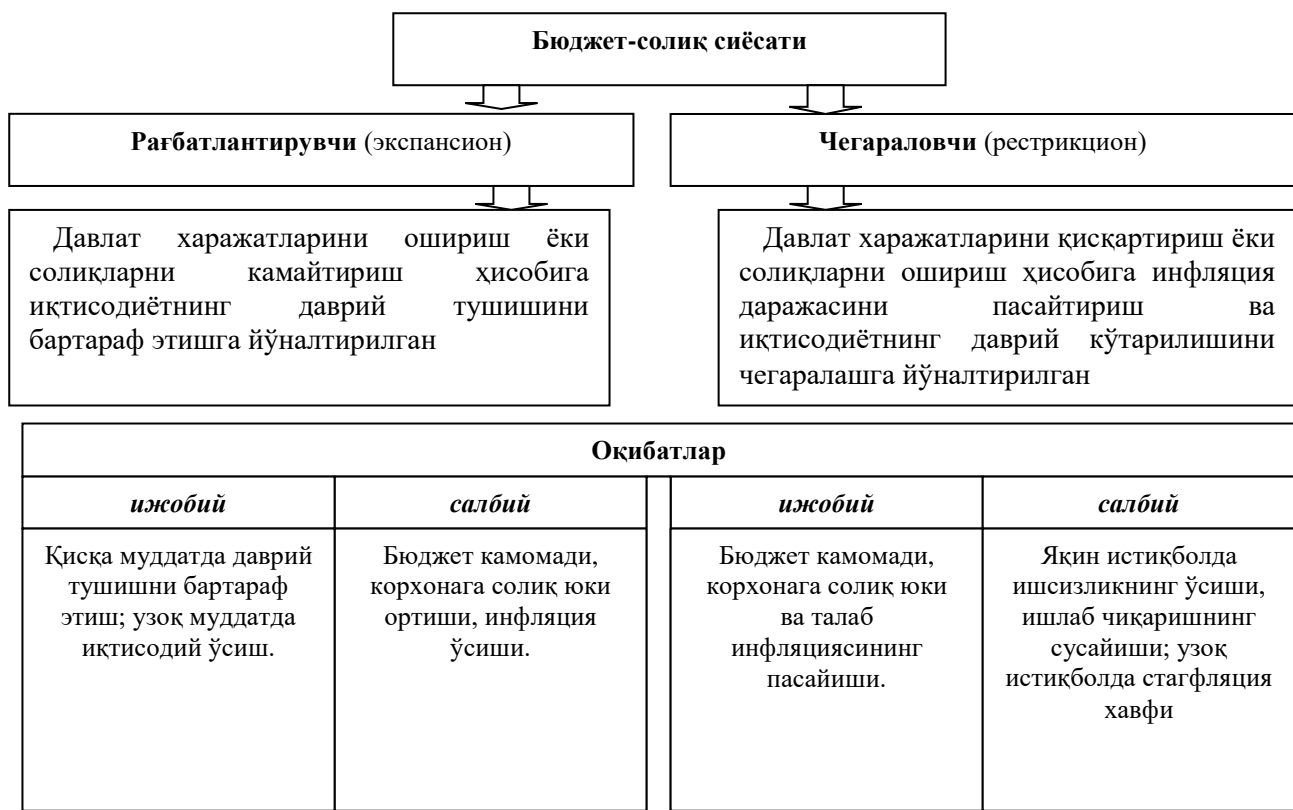 Бюджет-солиқ сиёсати
Рағбатлантирувчи (экспансион)
Чегараловчи (рестрикцион)
Давлат харажатларини ошириш ёки
солиқларни камайтириш ҳисобига
иқтисодиётнинг даврий тушишини
бартараф этишга йўналтирилган
Давлат харажатларини қисқартириш ёки
солиқларни ошириш ҳисобига инфляция
даражасини пасайтириш ва
иқтисодиётнинг даврий кўтарилишини
чегаралашга йўналтирилган
Оқибатлар
ижобий
салбий
ижобий
салбий
Қисқа муддатда даврий
тушишни бартараф
этиш; узоқ муддатда
иқтисодий ўсиш.
Бюджет камомади,
корхонага солиқ юки
ортиши, инфляция
ўсиши.
Бюджет камомади,
корхонага солиқ юки
ва талаб
инфляциясининг
пасайиши.
Яқин истиқболда
ишсизликнинг ўсиши,
ишлаб чиқаришнинг
сусайиши; узоқ
истиқболда стагфляция
хавфи